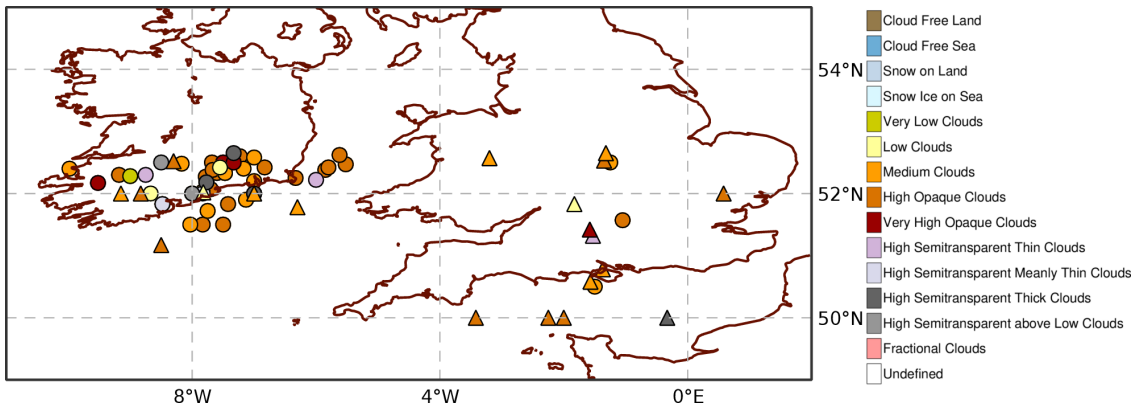 Cloud Free Land
Cloud Free Sea
54°N
Snow on Land
Snow Ice on Sea
Very Low Clouds
Low Clouds
Medium Clouds
52°N
High Opaque Clouds
Very High Opaque Clouds
High Semitransparent Thin Clouds
High Semitransparent Meanly Thin Clouds
High Semitransparent Thick Clouds
50°N
High Semitransparent above Low Clouds
Fractional Clouds
Undefined
8°W
4°W
0°E